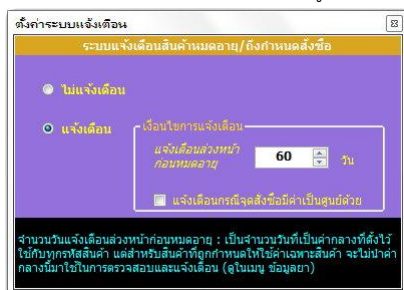 ตั้งค่าระบบแจ้งเตือน
ระบบแจ้งเตือนสินค้าหมดอายุ/ถึงกำหนดสั่งซื้อ
ไม่แจ้งเตือน
แจ้งเตือน
เงื่อนไขการแจ้งเตือน
แจ้งเตือนล่วงหน้า
ก่อนหมดอายุ
60
วัน
แจ้งเตือนกรณีจุดสั่งซื้อมีค่าเป็นศูนย์ด้วย
จำนวนวันแจ้งเตือนล่วงหน้าก่อนหมดอายุ : เป็นจำนวนวันที่เป็นค่ากลางที่ตั้งไว้
ใช้กับทุกรหัสสินค้า แต่สำหรับสินค้าที่ถูกกำหนดให้ใช้ค่าเฉพาะสินค้า จะไม่นำค่า
กลางนี้มาใช้ในการตรวจสอบและแจ้งเตือน (ดูในเมนู ข้อมูลยา)